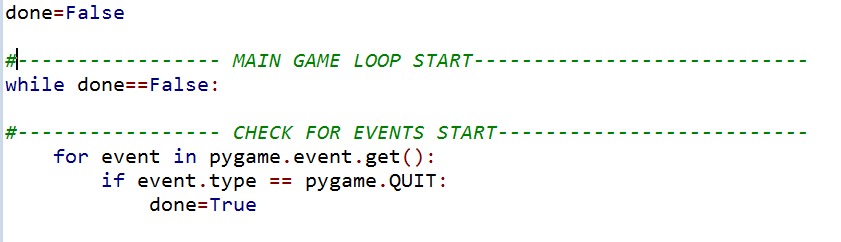 done=False
#----------------- MAIN GAME LOOP START----------------------------
while done==False:
#----------------- CHECK FOR EVENTS START--------------------------
    for event in pygame.event.get():
        if event.type == pygame.QUIT:
            done=True